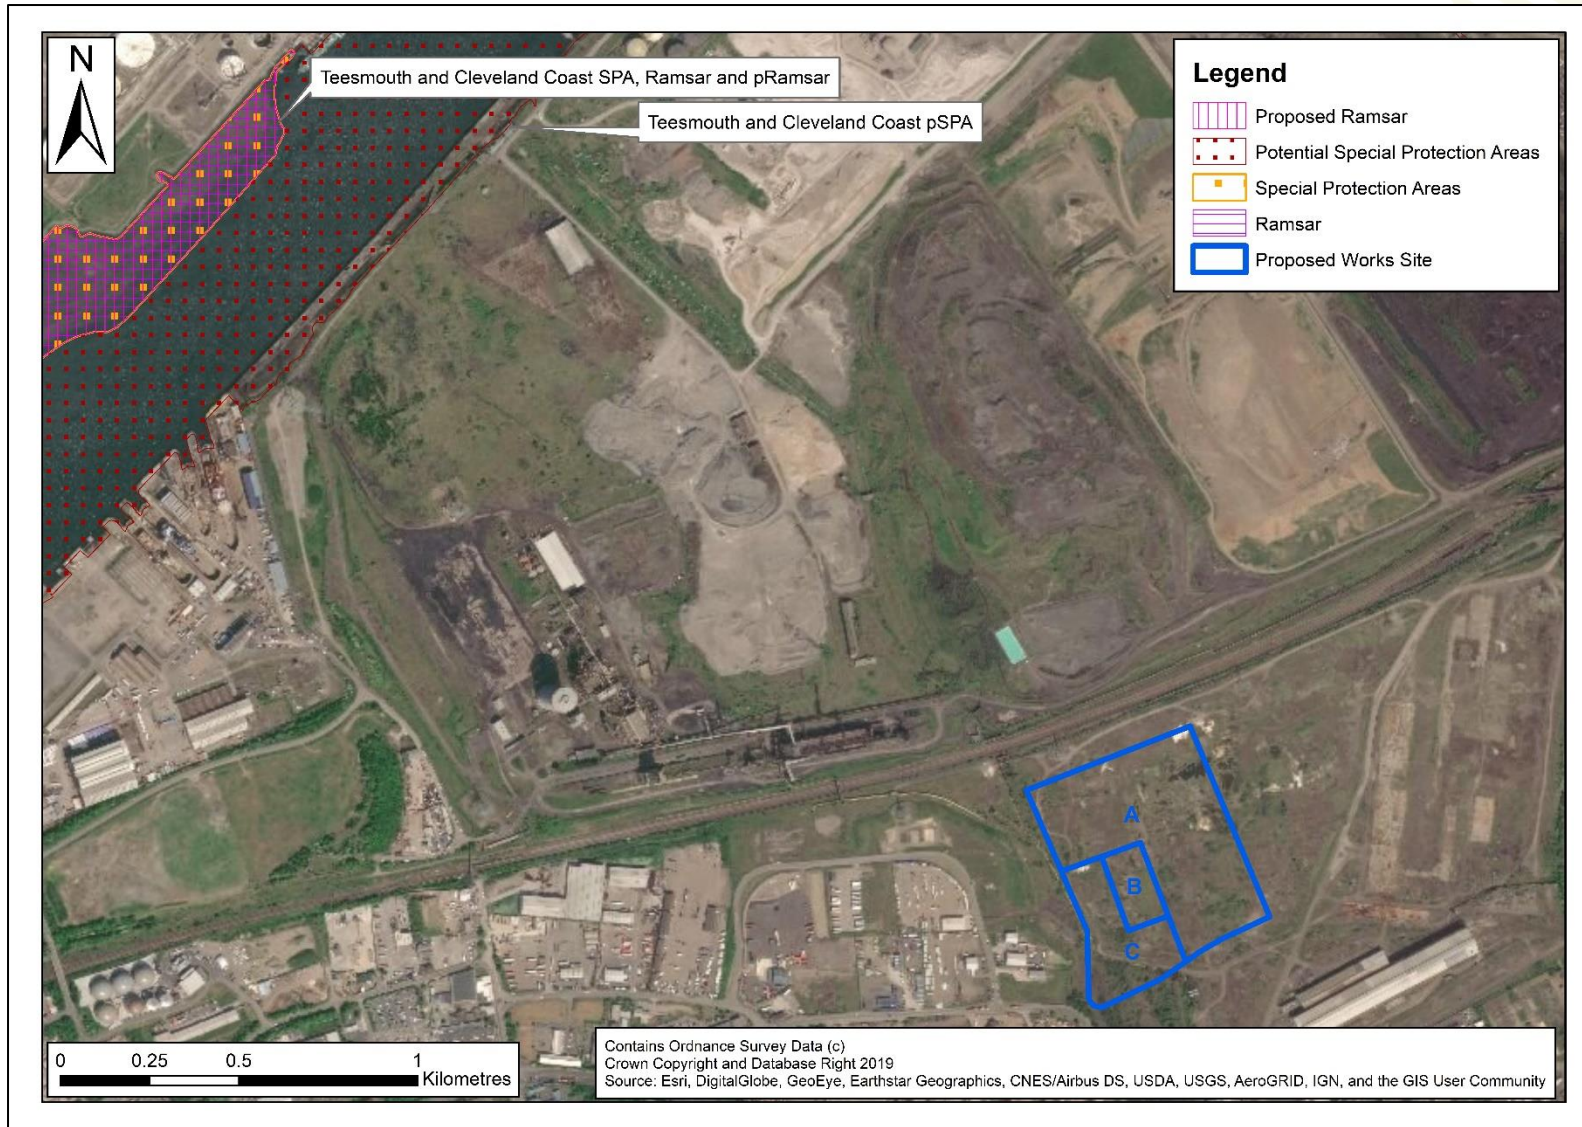 N
Teesmouth and Cleveland Coast SPA, Ramsar and pRamsar
Teesmouth and Cleveland Coast pSPA
Legend
Proposed Ramsar
Potential Special Protection Areas
Special Protection Areas
Ramsar
Proposed Works Site
A
B
C
0 0.25 0.5 1
Kilometres
Contains Ordnance Survey Data (c)
Crown Copyright and Database Right 2019
Source: Esri, DigitalGlobe, GeoEye, Earthstar Geographics, CNES/Airbus DS, USDA, USGS, AeroGRID, IGN, and the GIS User Community